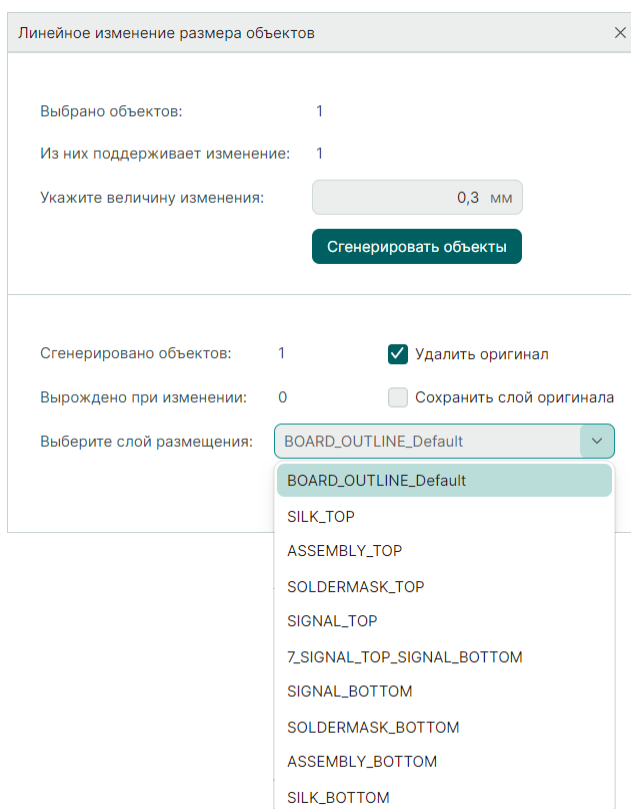 Линейное изменение размера объектов
Выбрано объектов: 1
Из них поддерживает изменение: 1
Укажите величину изменения: 0,3 мм
Сгенерировать объекты
Сгенерировано объектов: 1 Удалить оригинал
Вырождено при изменении: 0 Сохранить слой оригинала
Выберите слой размещения: BOARD_OUTLINE_Default
BOARD_OUTLINE_Default
SILK_TOP
ASSEMBLY_TOP
SOLDERMASK_TOP
SIGNAL_TOP
7_SIGNAL_TOP_SIGNAL_BOTTOM
SIGNAL_BOTTOM
SOLDERMASK_BOTTOM
ASSEMBLY_BOTTOM
SILK_BOTTOM